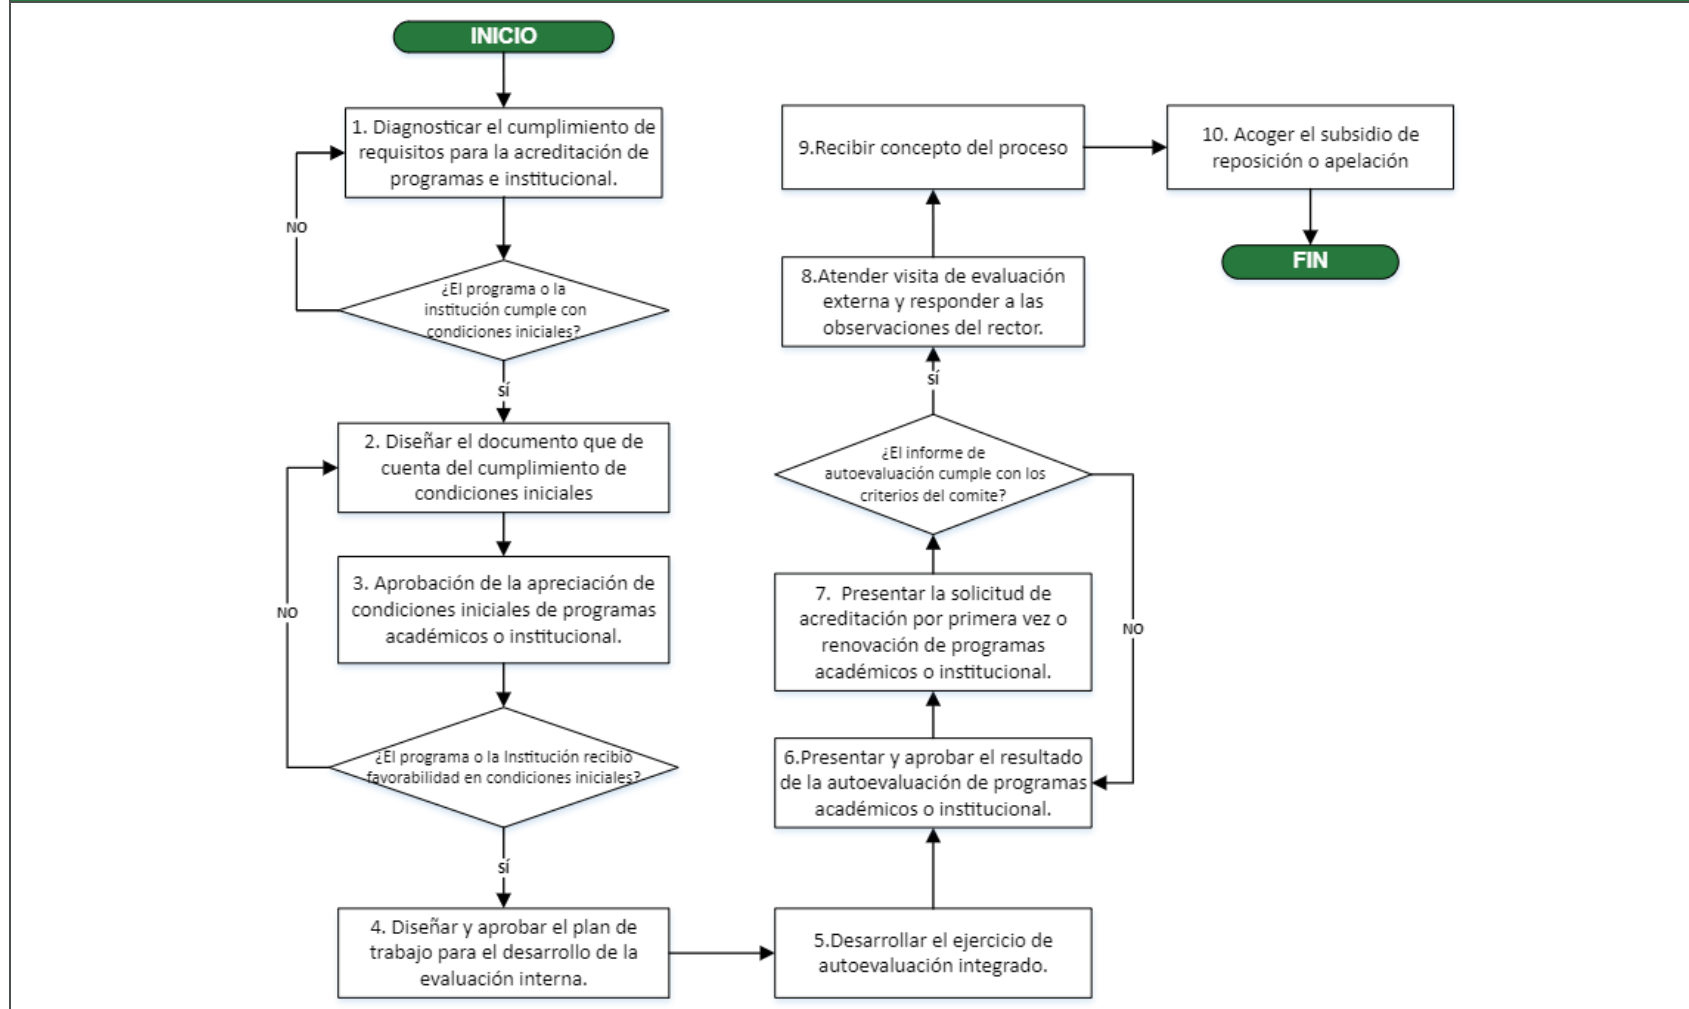 INICIO
1. Diagnosticar el cumplimiento de
requisitos para la acreditación de
programas e institucional.
NO
¿El programa o la
institución cumple con
condiciones iniciales?
SÍ
2. Diseñar el documento que de
cuenta del cumplimiento de
condiciones iniciales
3. Aprobación de la apreciación de
condiciones iniciales de programas
académicos o institucional.
NO
¿El programa o la Institución recibió
favorabilidad en condiciones iniciales?
SÍ
4. Diseñar y aprobar el plan de
trabajo para el desarrollo de la
evaluación interna.
5.Desarrollar el ejercicio de
autoevaluación integrado.
6.Presentar y aprobar el resultado
de la autoevaluación de programas
académicos o institucional.
7. Presentar la solicitud de
acreditación por primera vez o
renovación de programas
académicos o institucional.
NO
¿El informe de
autoevaluación cumple con los
criterios del comite?
SÍ
8.Atender visita de evaluación
externa y responder a las
observaciones del rector.
9.Recibir concepto del proceso
10. Acoger el subsidio de
reposición o apelación
FIN